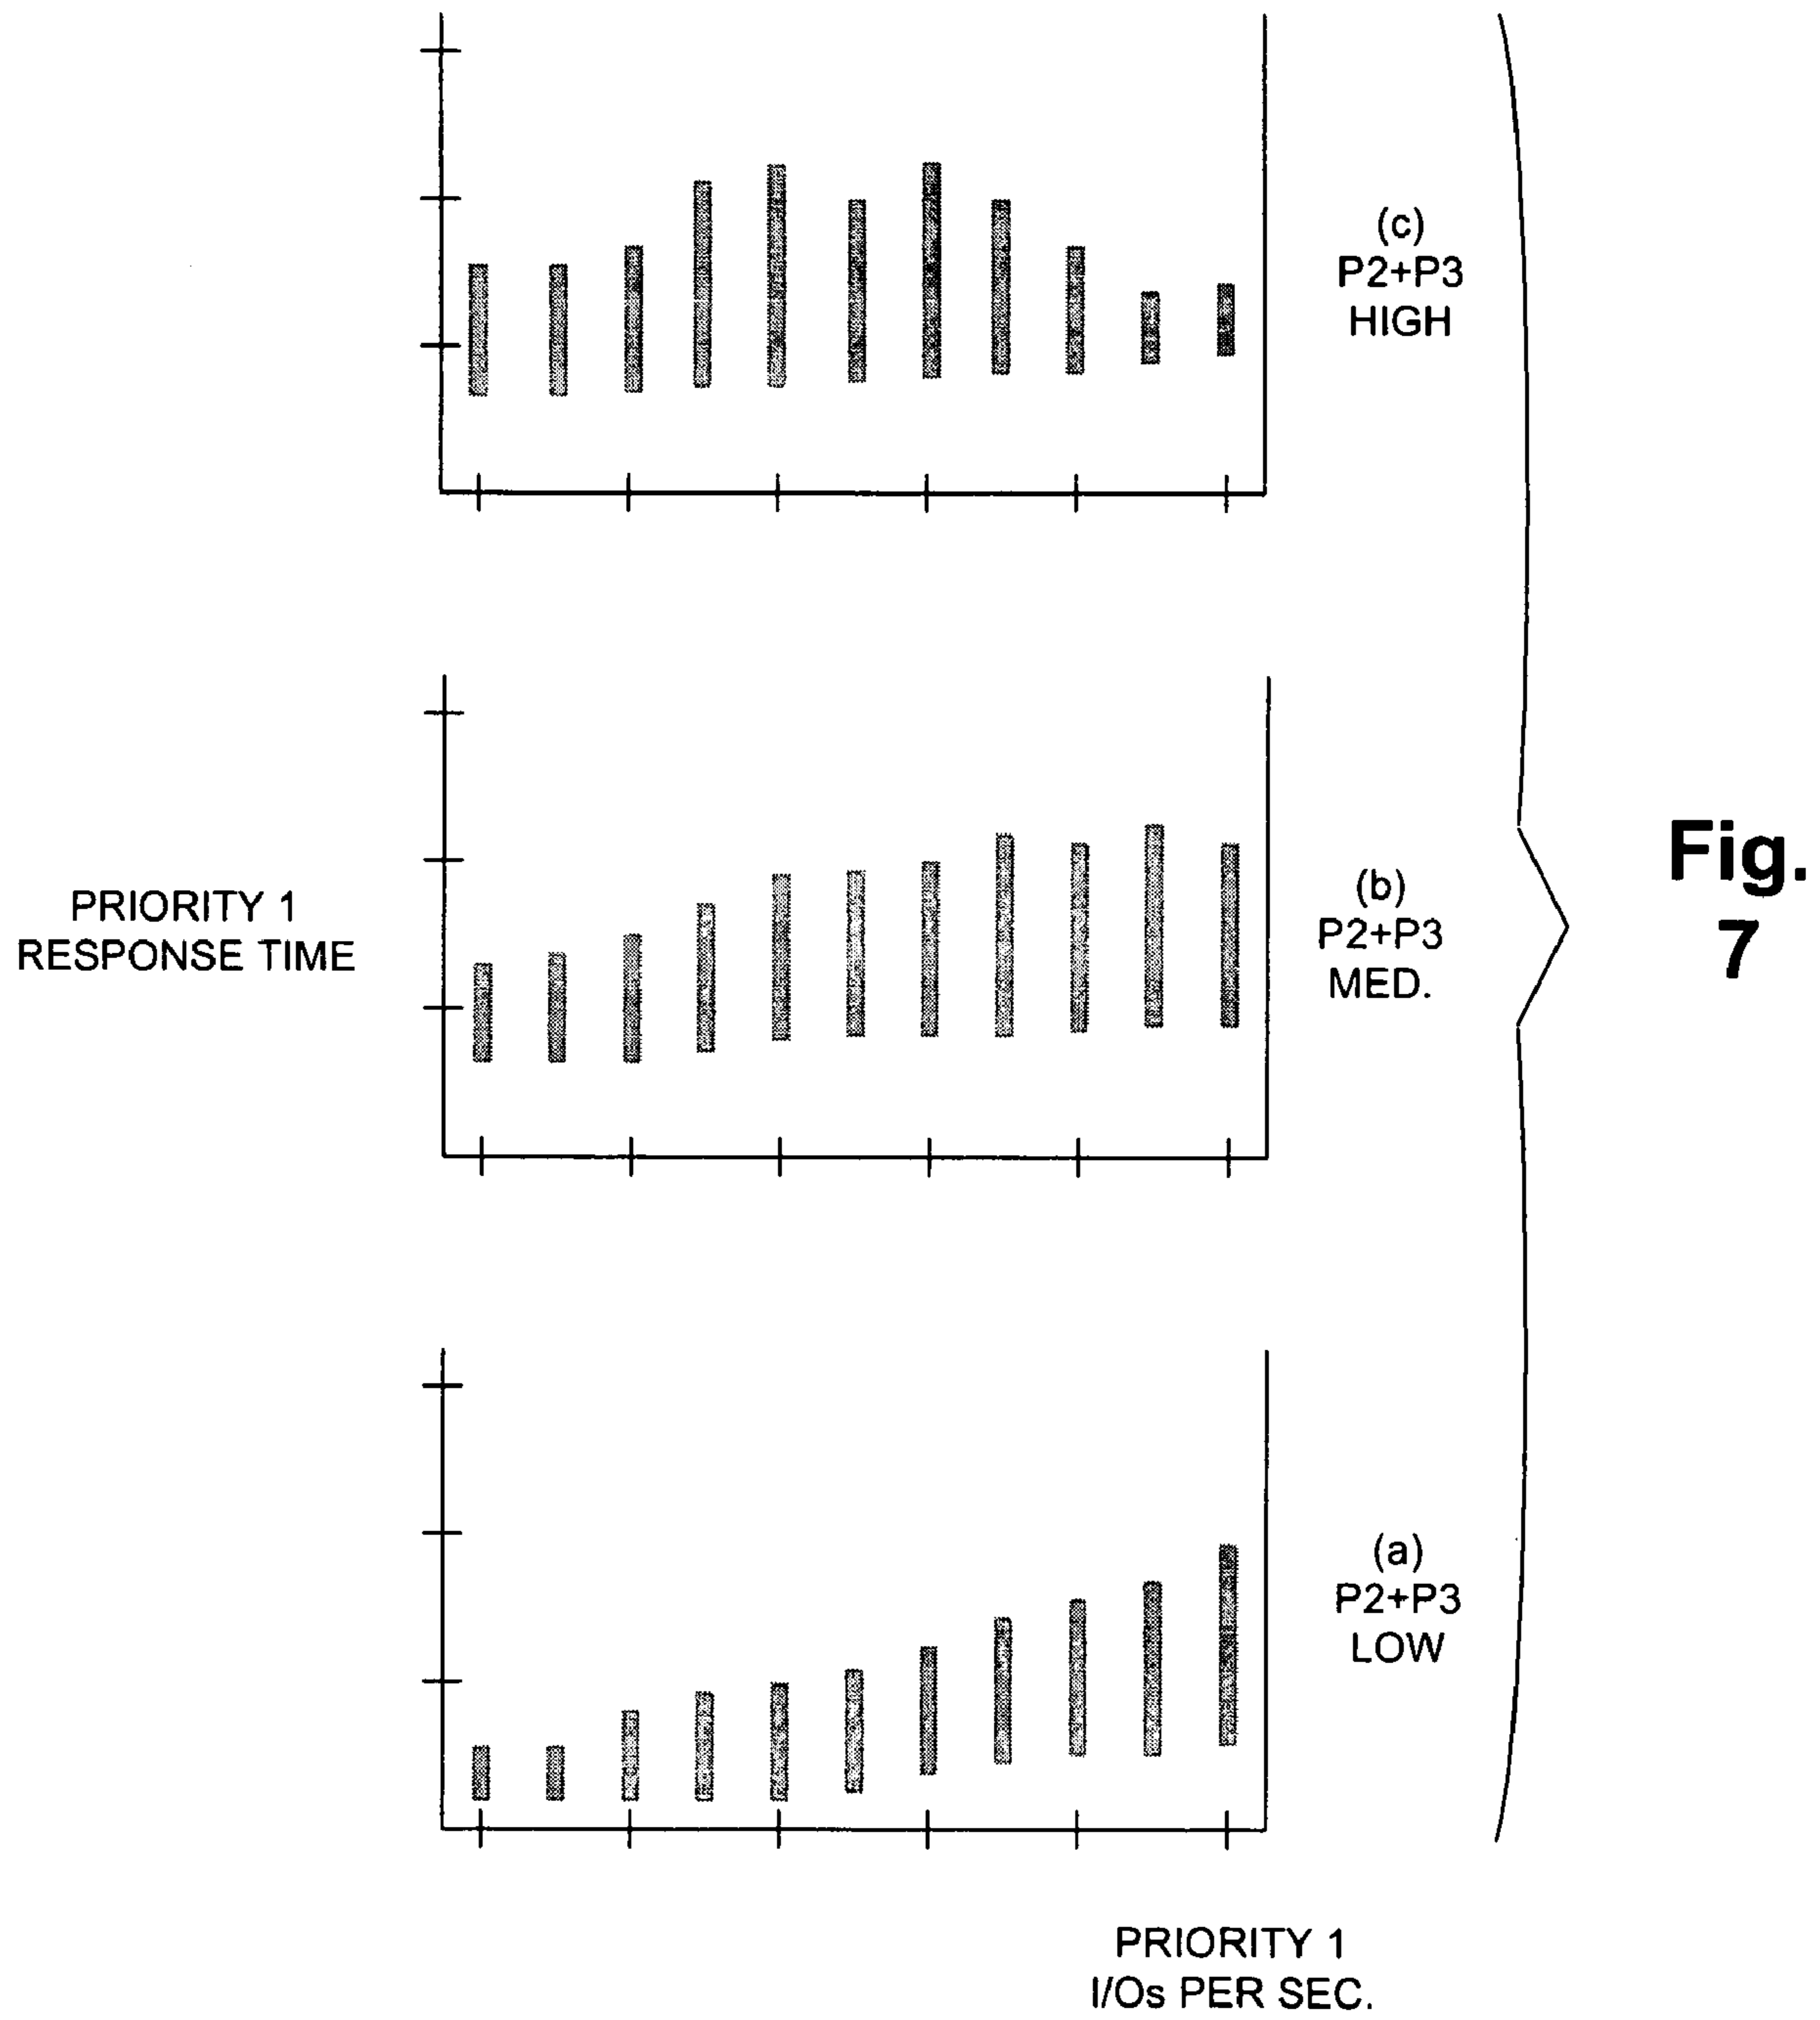 (c)
P2+P3
HIGH
PRIORITY 1
RESPONSE TIME
(b)
P2+P3
MED.
Fig.
7
(a)
P2+P3
LOW
PRIORITY 1
I/Os PER SEC.